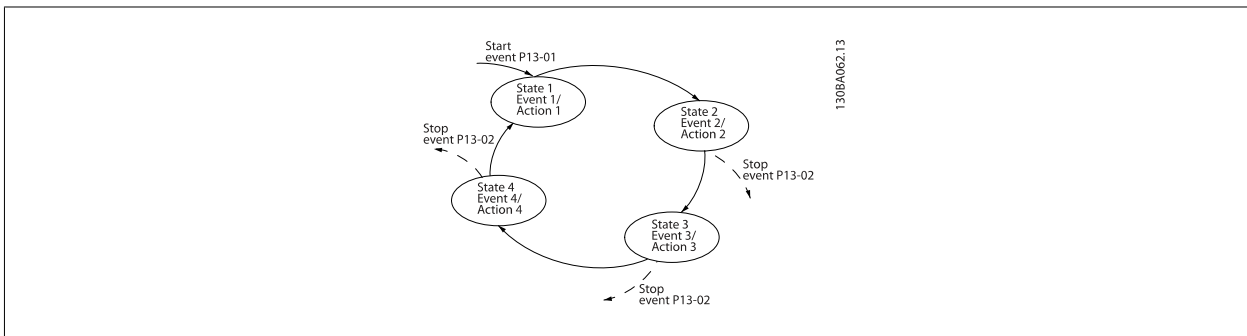 Start
event P13-01
State 1
Event 1/
Action 1
State 2
Event 2/
Action 2
Stop
event P13-02
State 3
Event 3/
Action 3
Stop
event P13-02
State 4
Event 4/
Action 4
Stop
event P13-02
130BA062.13